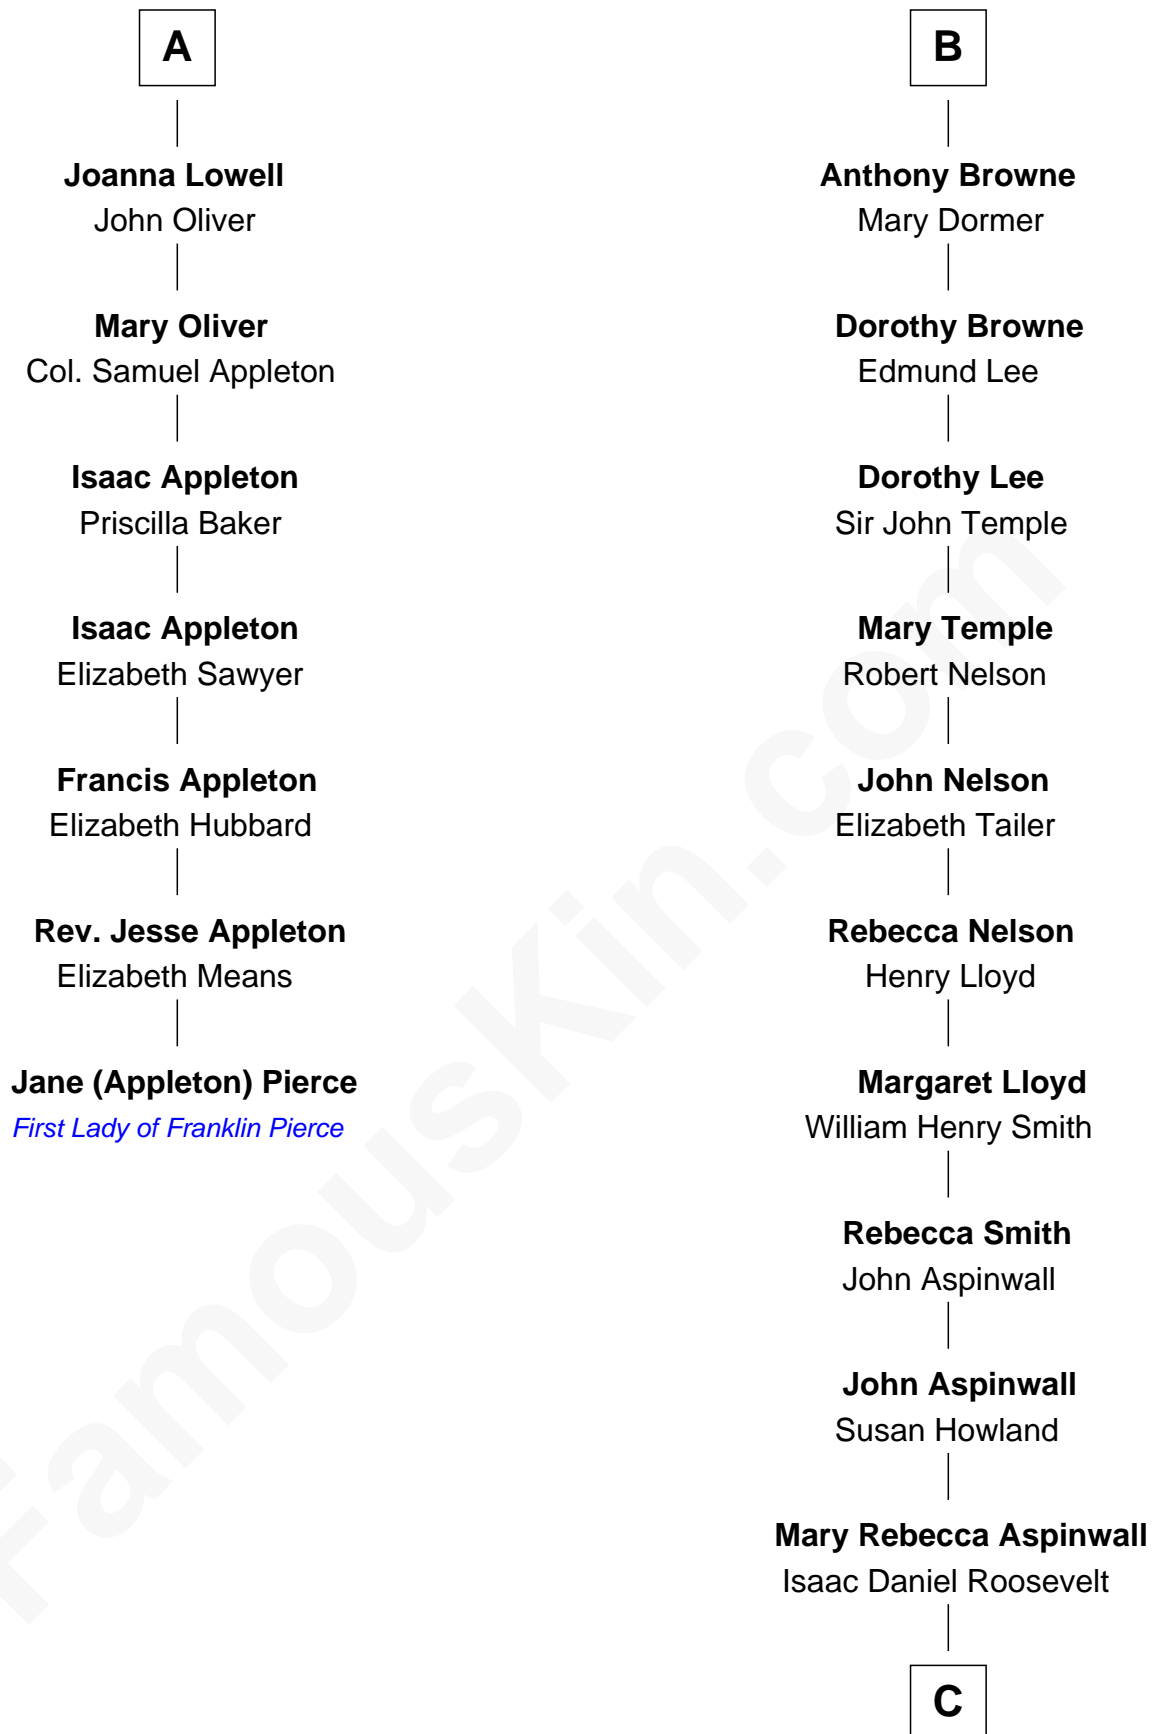 A
Joanna Lowell
John Oliver
Mary Oliver
Col. Samuel Appleton
Isaac Appleton
Priscilla Baker
Isaac Appleton
Elizabeth Sawyer
Francis Appleton
Elizabeth Hubbard
Rev. Jesse Appleton
Elizabeth Means
Jane (Appleton) Pierce
First Lady of Franklin Pierce
B
Anthony Browne
Mary Dormer
Dorothy Browne
Edmund Lee
Dorothy Lee
Sir John Temple
Mary Temple
Robert Nelson
John Nelson
Elizabeth Tailer
Rebecca Nelson
Henry Lloyd
Margaret Lloyd
William Henry Smith
Rebecca Smith
John Aspinwall
John Aspinwall
Susan Howland
Mary Rebecca Aspinwall
Isaac Daniel Roosevelt
C
FamousKin.com